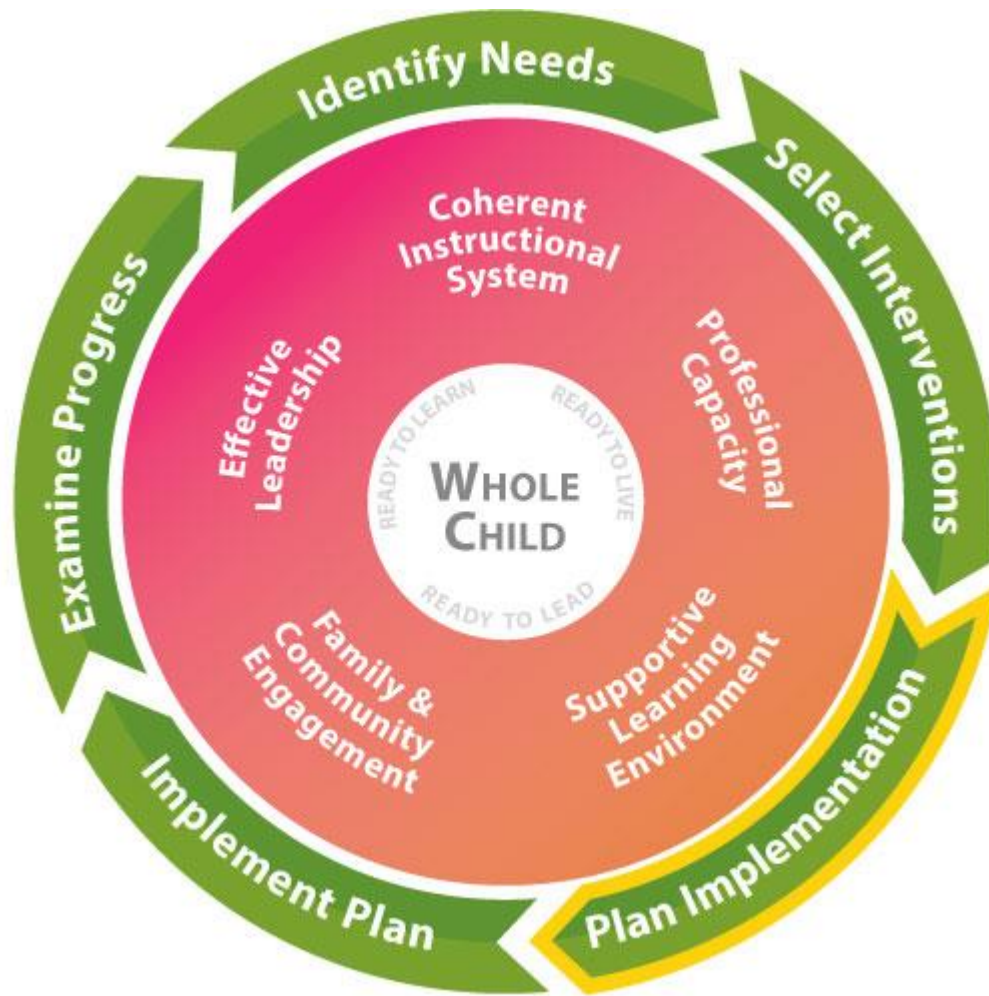 Identify Needs
Select Interventions
Plan Implementation
Implement Plan
Examine Progress
Coherent
Instructional
System
Professional
Capacity
Supportive
Learning
Environment
Family &
Community
Engagement
Effective
Leadership
READY TO LEARN
READY TO LIVE
READY TO LEAD
WHOLE
CHILD